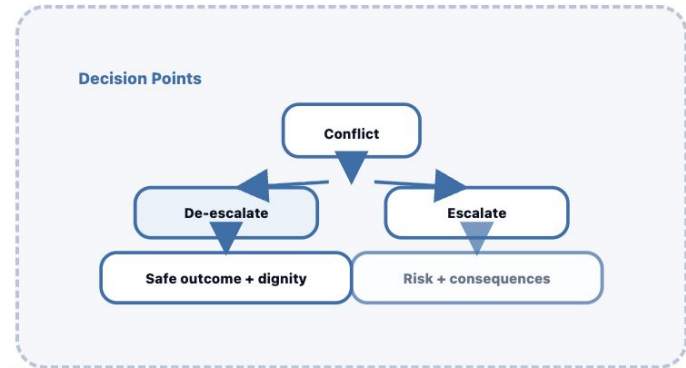 Decision Points
Conflict
De-escalate
Escalate
Safe outcome + dignity
Risk + consequences